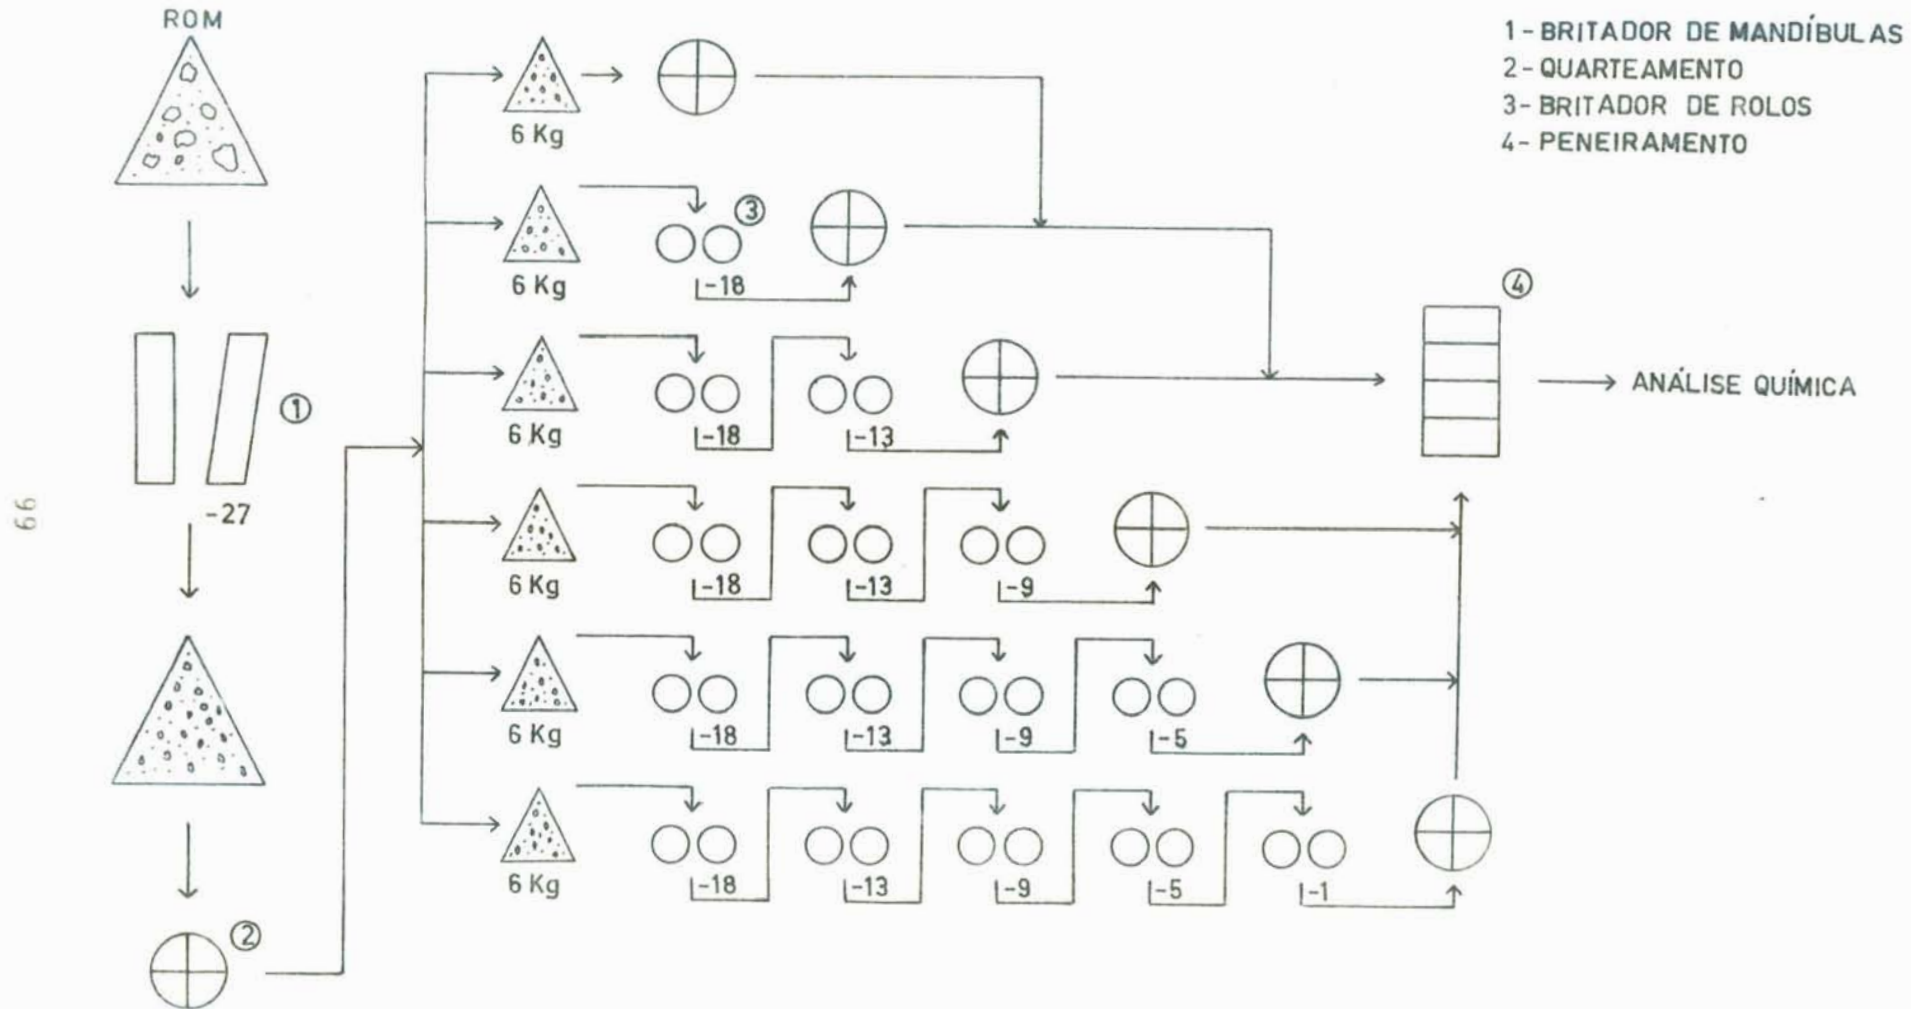 ROM
1 - BRITADOR DE MANDÍBULAS
2 - QUARTEAMENTO
3 - BRITADOR DE ROLOS
4 - PENEIRAMENTO
6 Kg
3
6 Kg
-18
4
6 Kg
-18
-13
ANÁLISE QUÍMICA
1
-27
6 Kg
-18
-13
-9
6 Kg
-18
-13
-9
-5
6 Kg
-18
-13
-9
-5
-1
2
99